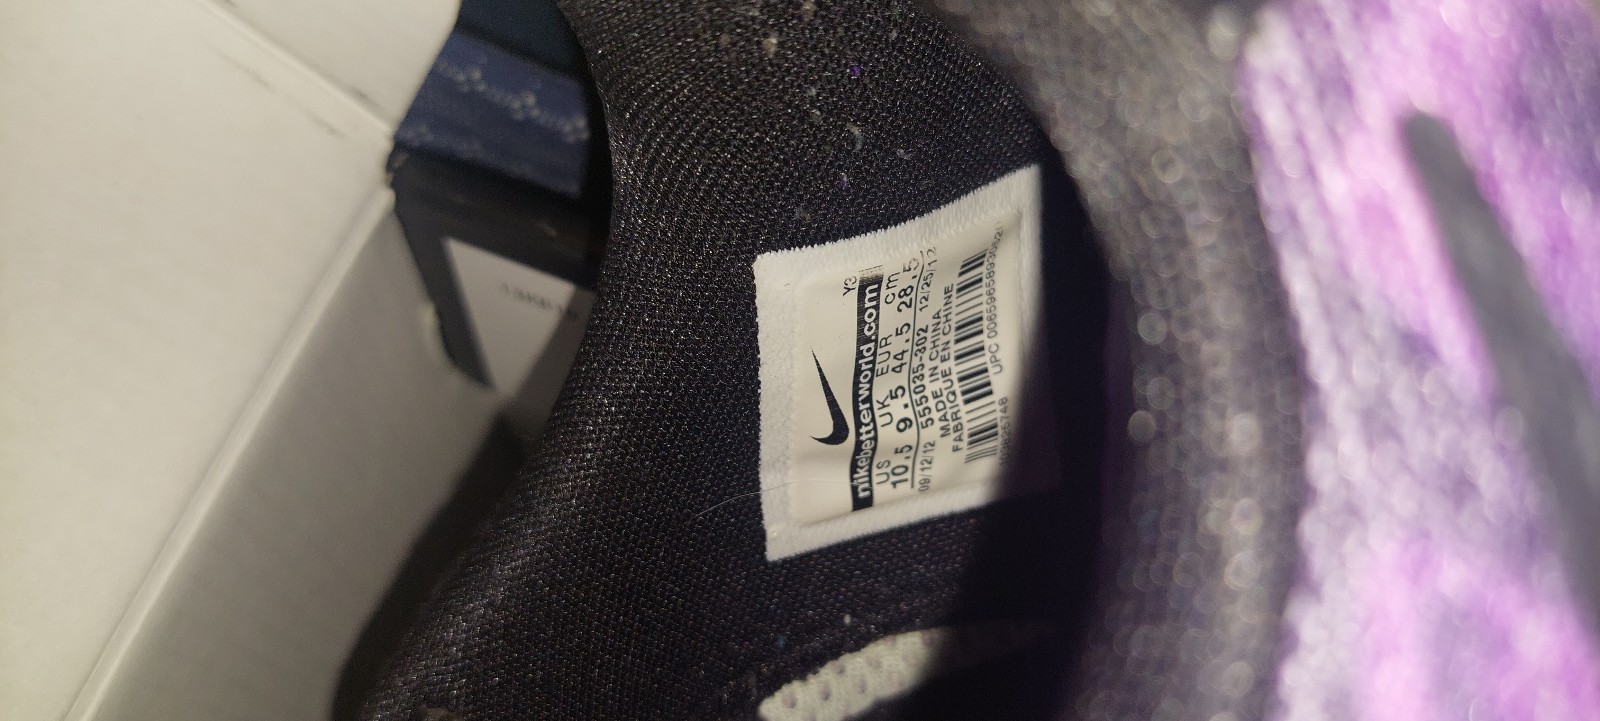 Y3
nikebetterworld.com
US UK EUR cm
10.5 9.5 44.5 28.5
09/12/12 555035-302 12/25/12
MADE IN CHINA
FABRIQUE EN CHINE
UPC